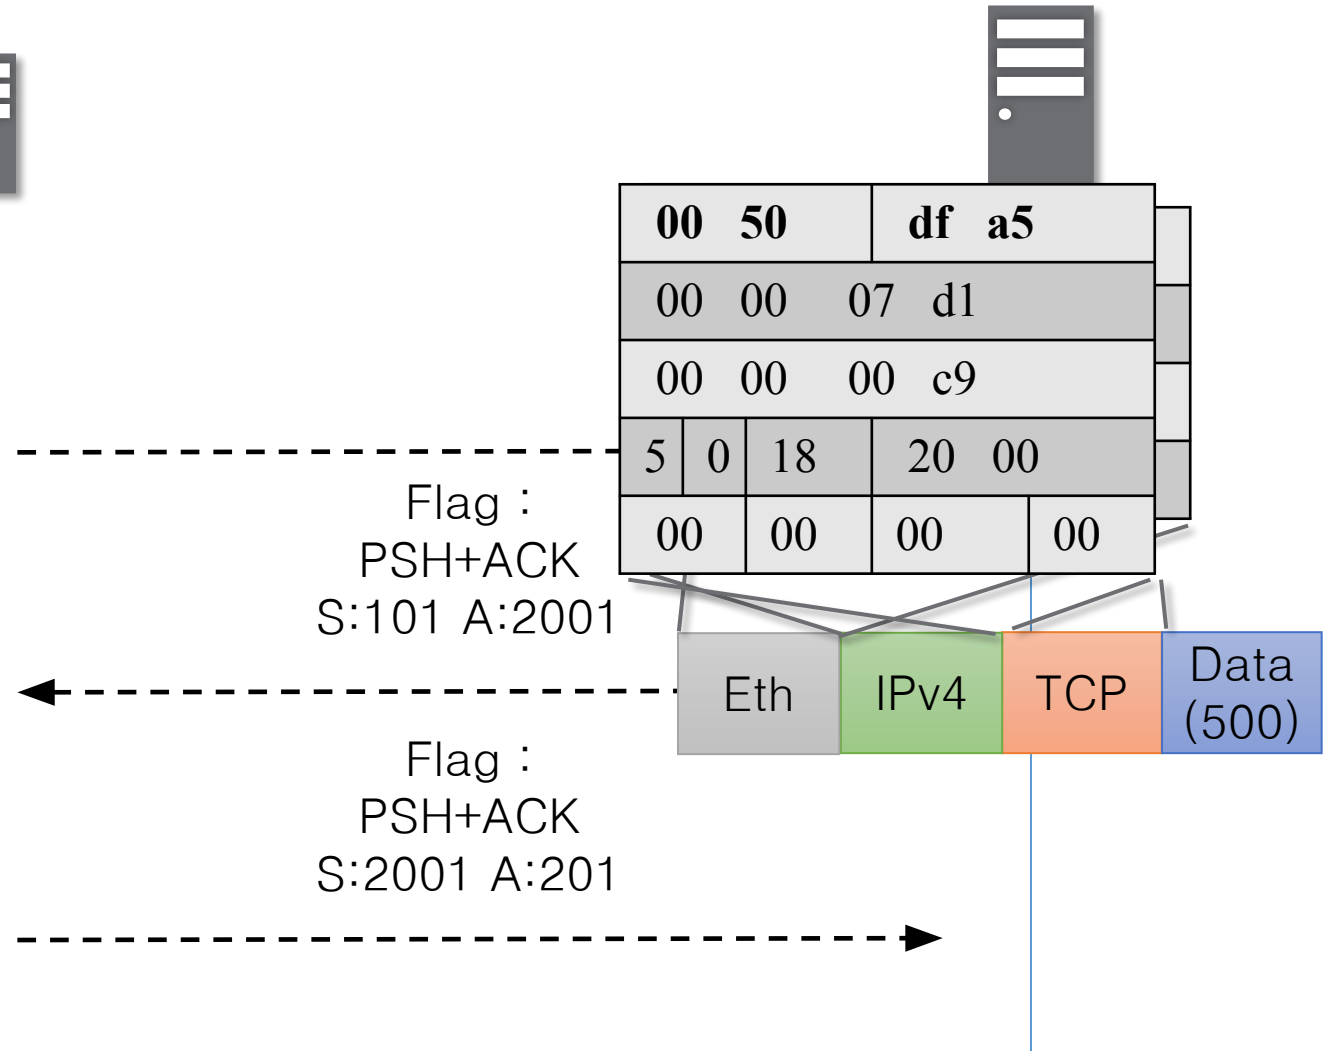 00 50 df a5
00 00 07 d1
00 00 00 c9
5 0 18 20 00
00 00 00 00
Flag :
PSH+ACK
S:101 A:2001
Eth IPv4 TCP Data
(500)
Flag :
PSH+ACK
S:2001 A:201